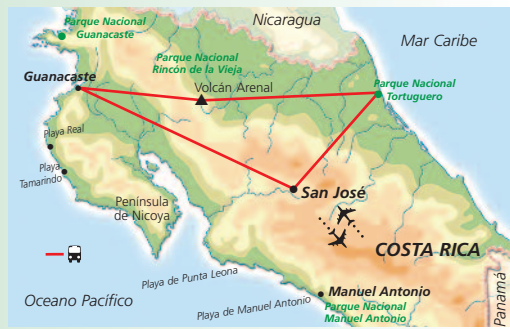 Nicaragua
Parque Nacional
Guanacaste
Mar Caribe
Parque Nacional
Rincón de la Vieja
Guanacaste
Volcán Arenal
Parque Nacional
Tortuguero
Playa Real
Playa
Tamarindo
San José
Península
de Nicoya
COSTA RICA
Playa de Punta Leona
Manuel Antonio
Oceano Pacífico
Playa de Manuel Antonio
Parque Nacional
Manuel Antonio
Panamá